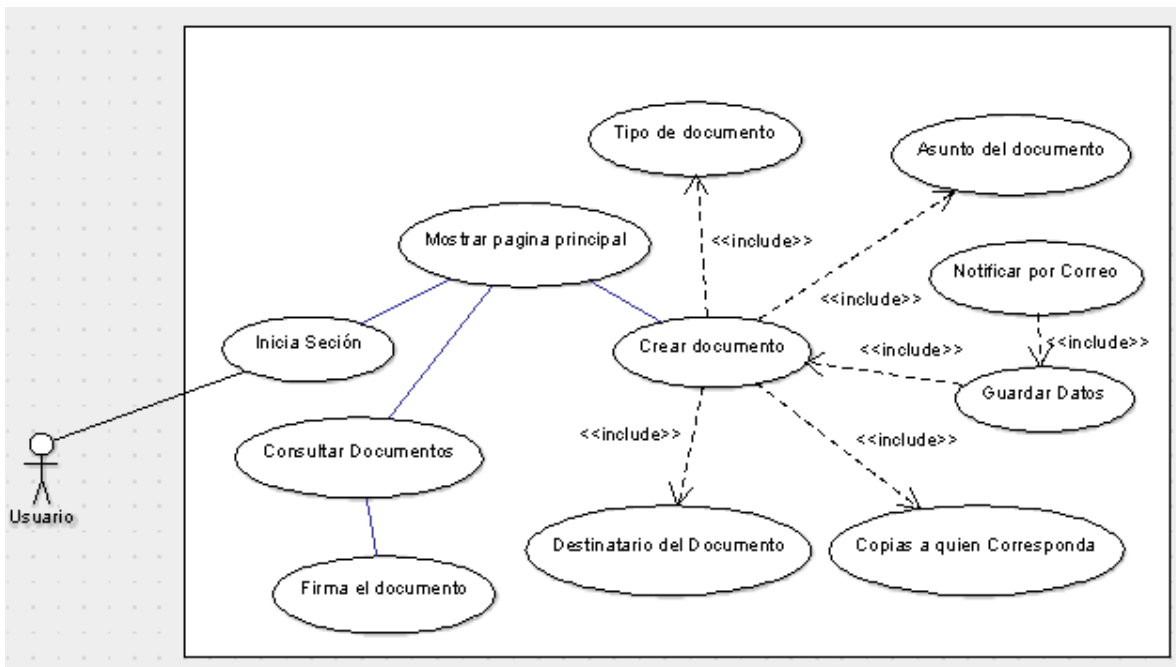 Tipo de documento
Asunto del documento
Mostrar pagina principal
<<include>>
Notificar por Correo
<<include>>
Inicia Seción
Crear documento
<<include>>
<<include>>
Guardar Datos
<<include>>
<<include>>
Consultar Documentos
Usuario
Destinatario del Documento
Copias a quien Corresponda
Firma el documento